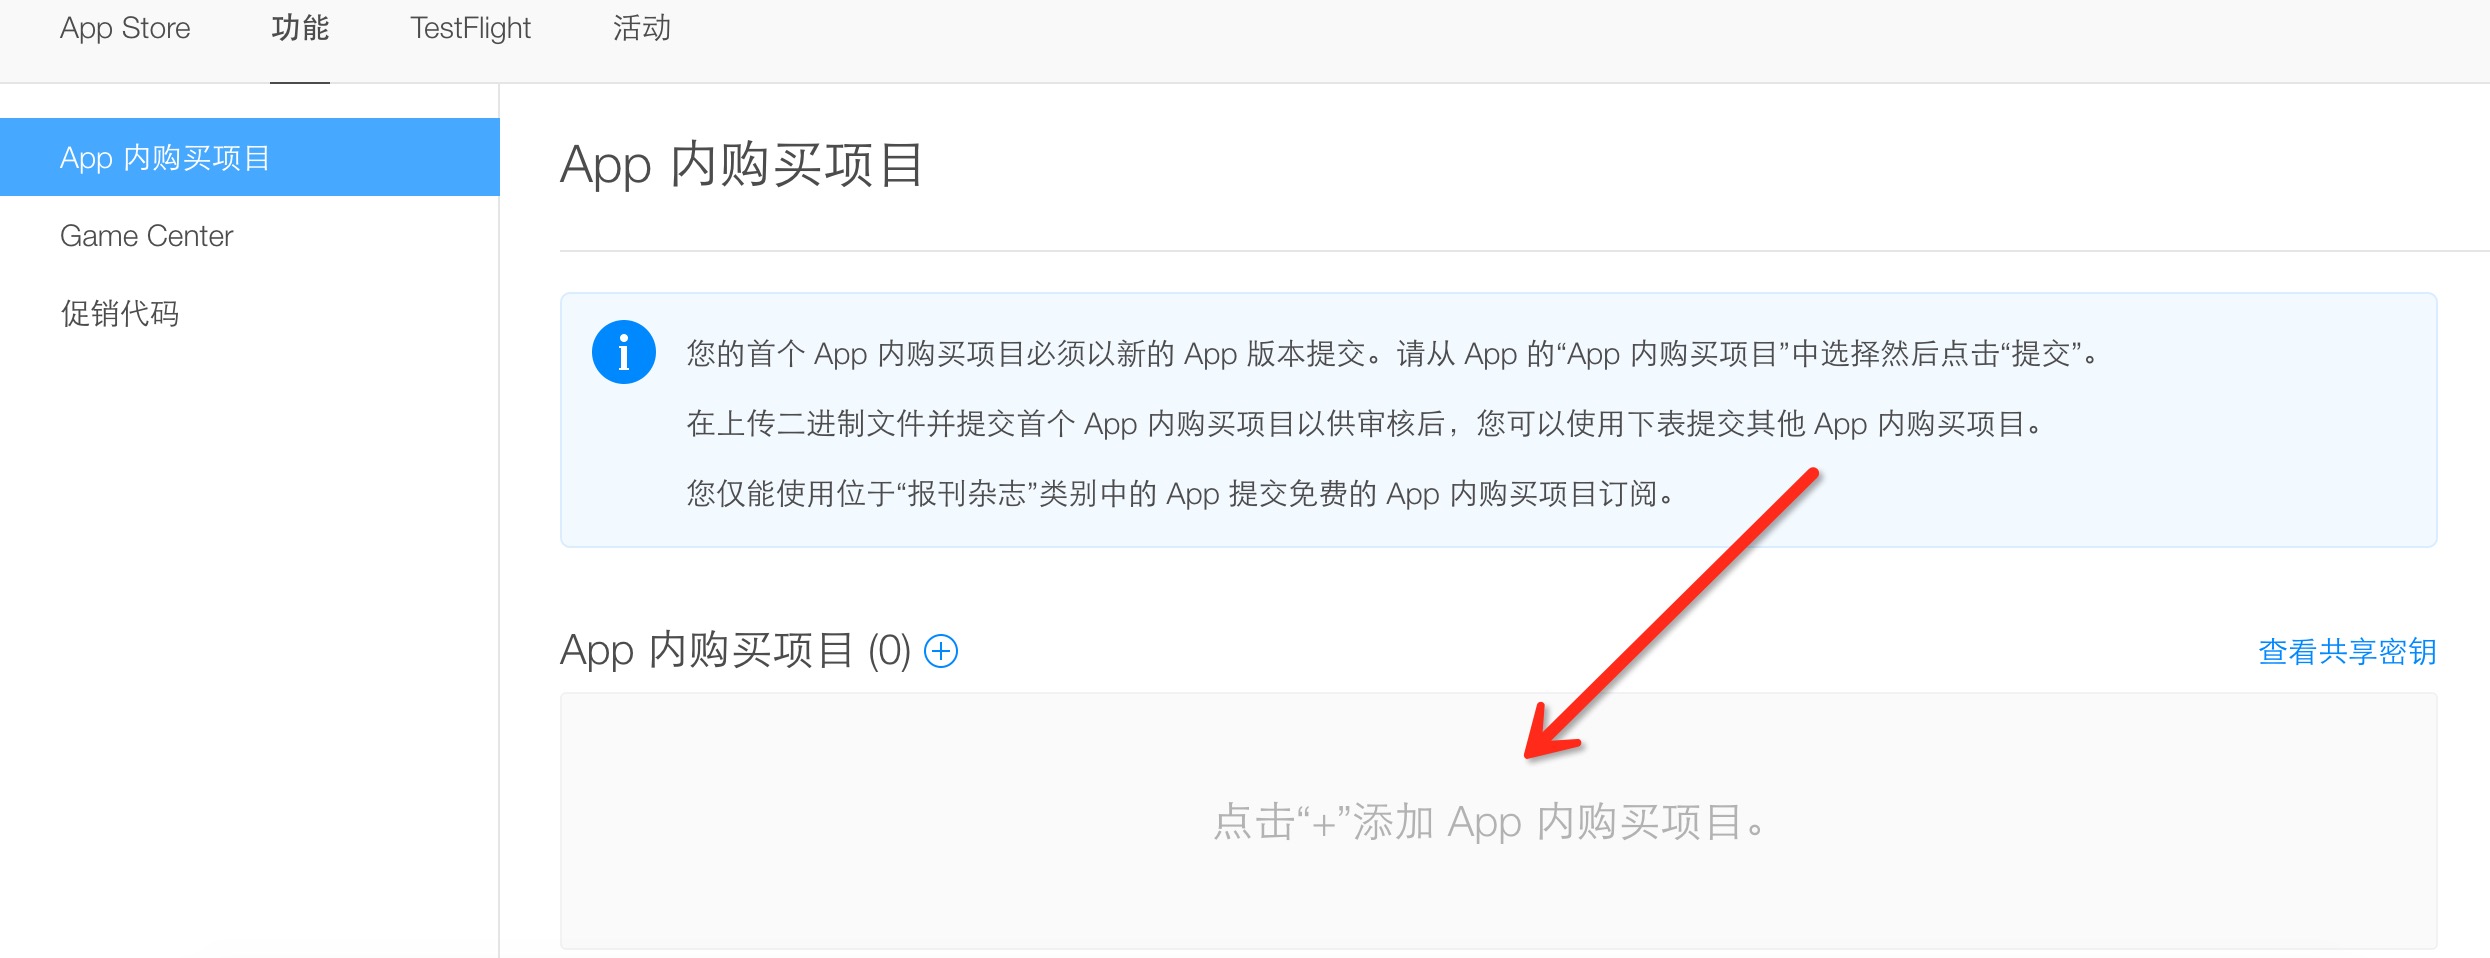 App Store 功能 TestFlight 活动
App 内购买项目
Game Center
促销代码
App 内购买项目
您的首个 App 内购买项目必须以新的 App 版本提交。请从 App 的“App 内购买项目”中选择然后点击“提交”。
在上传二进制文件并提交首个 App 内购买项目以供审核后，您可以使用下表提交其他 App 内购买项目。
您仅能使用位于“报刊杂志”类别中的 App 提交免费的 App 内购买项目订阅。
App 内购买项目 (0) 查看共享密钥
点击“+”添加 App 内购买项目。